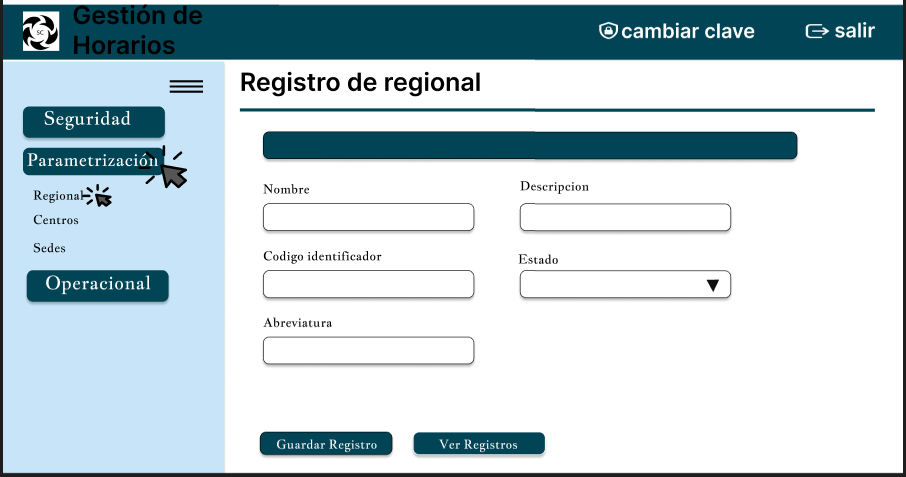 SC
Gestión de
Horarios
cambiar clave
salir
Registro de regional
Seguridad
Parametrización
Regional
Centros
Sedes
Operacional
Nombre
Descripcion
Codigo identificador
Estado
Abreviatura
Guardar Registro
Ver Registros